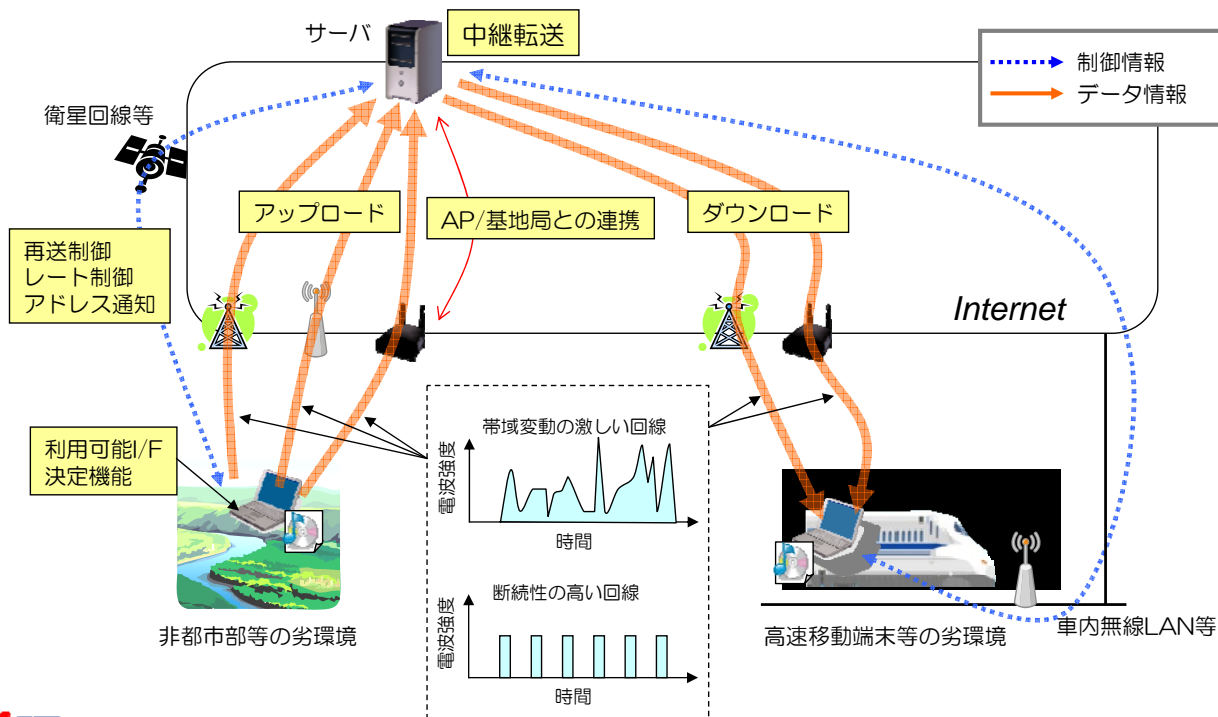 サーバ
中継転送
制御情報
データ情報
衛星回線等
アップロード
AP/基地局との連携
ダウンロード
再送制御
レート制御
アドレス通知
Internet
利用可能I/F
決定機能
帯域変動の激しい回線
電波強度
時間
断続性の高い回線
電波強度
時間
非都市部等の劣環境
高速移動端末等の劣環境
車内無線LAN等